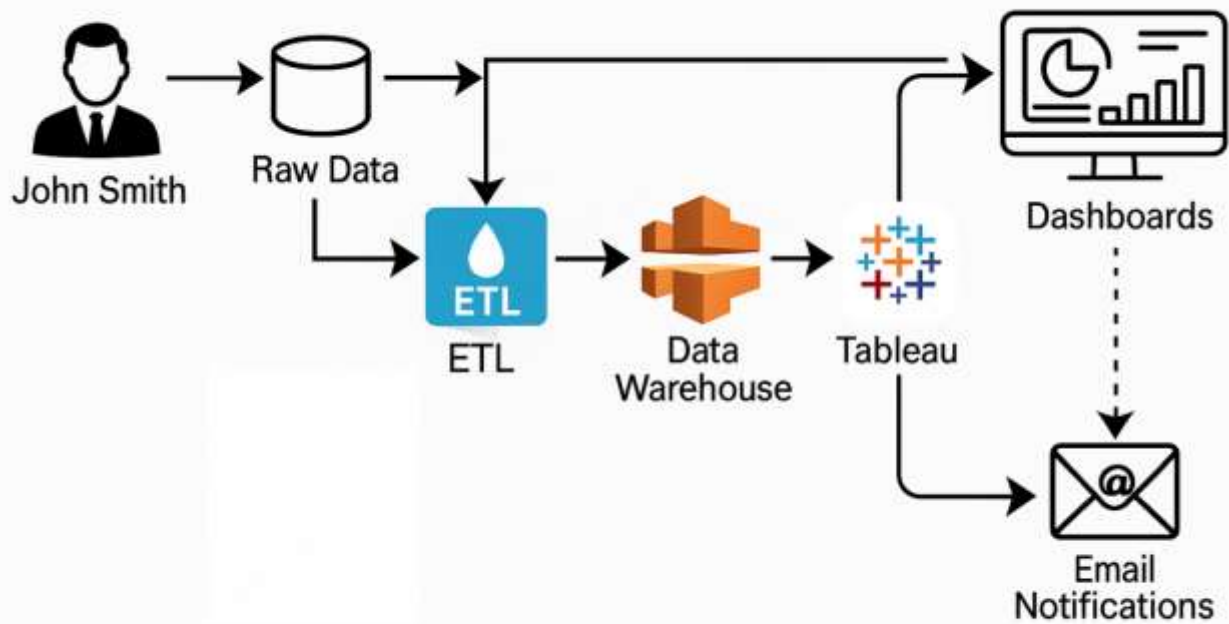 John Smith
Raw Data
ETL
ETL
Data
Warehouse
Tableau
Dashboards
@
Email
Notifications